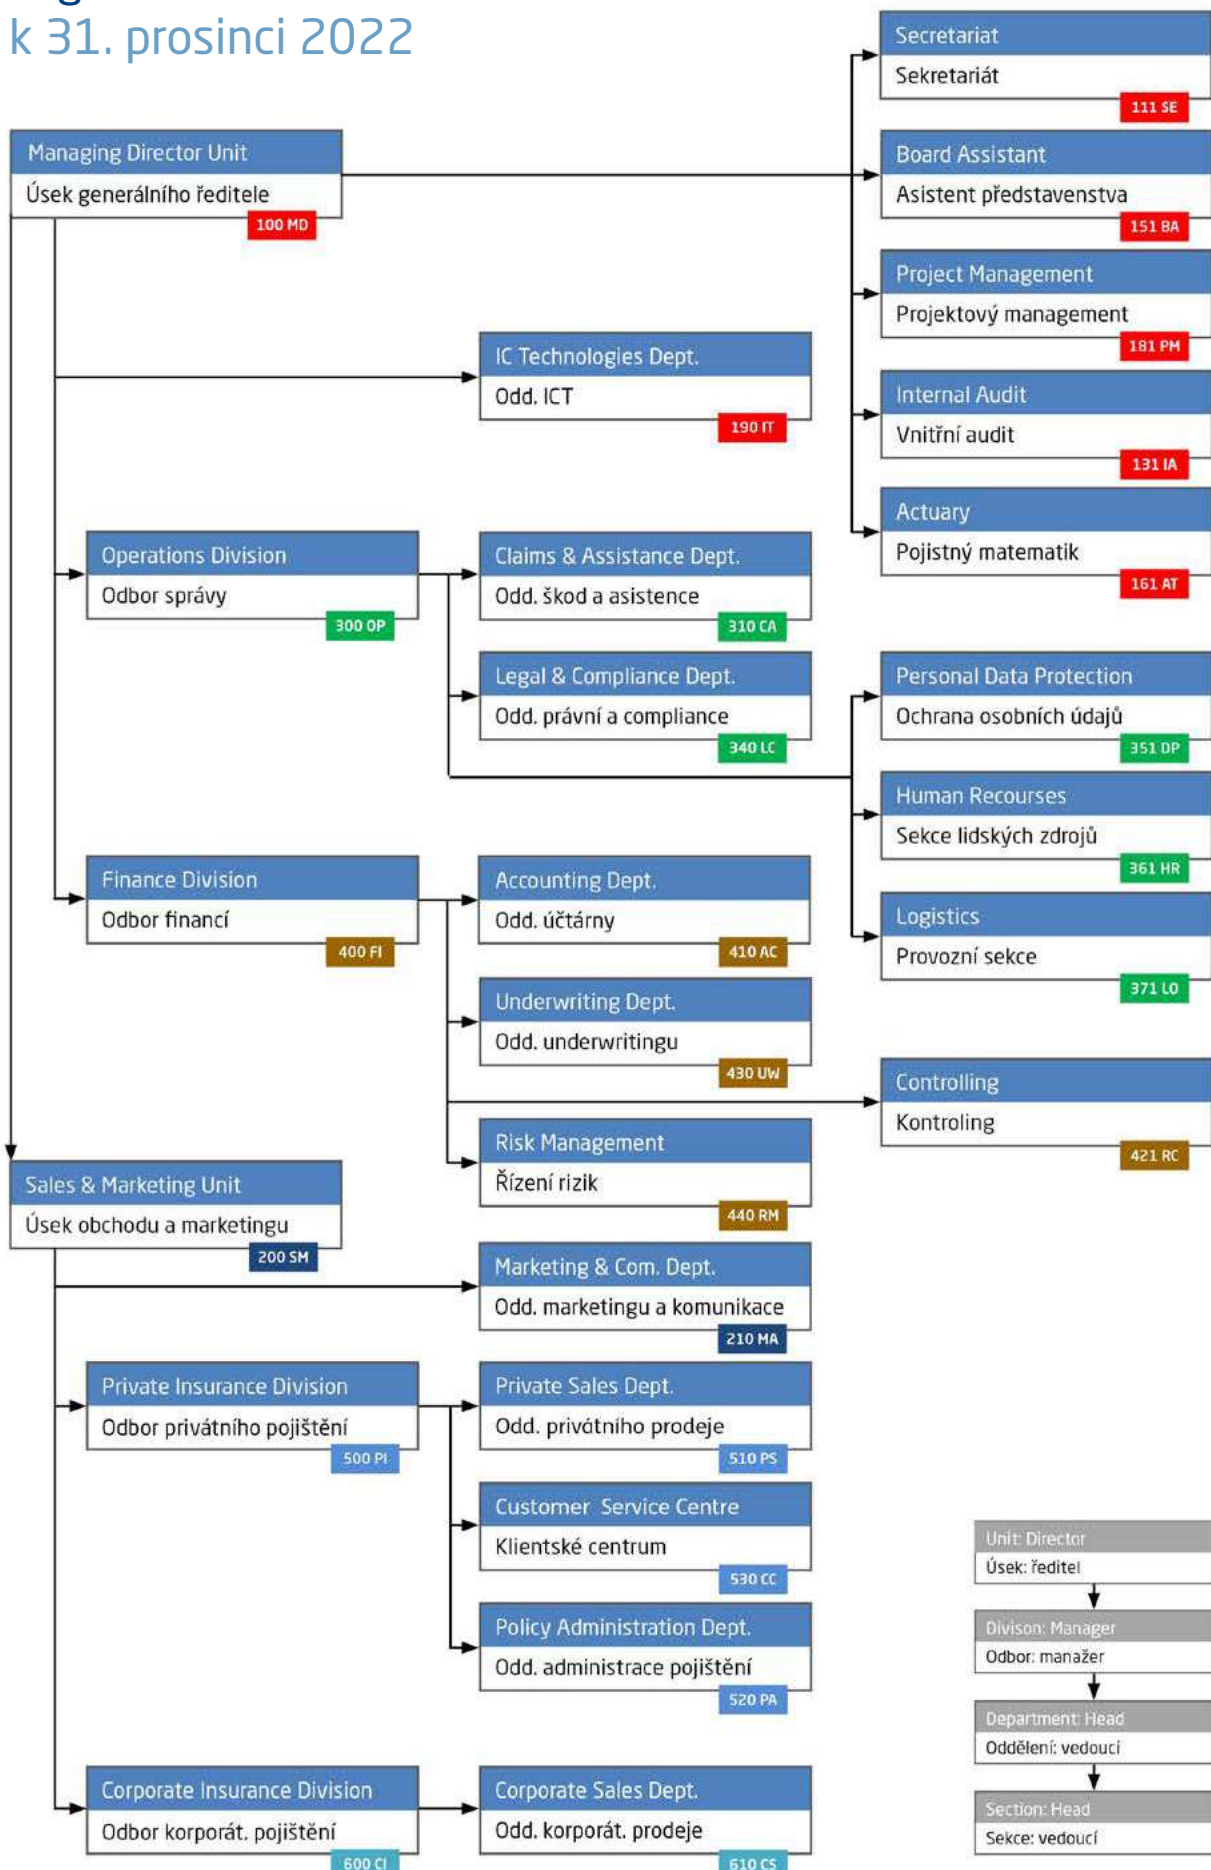 k 31. prosinci 2022
Secretariat
Sekretariát
111 SE
Managing Director Unit
Úsek generálního ředitele
100 MD
Board Assistant
Asistent představenstva
151 BA
Project Management
Projektový management
181 PM
IC Technologies Dept.
Odd. ICT
190 IT
Internal Audit
Vnitřní audit
131 IA
Actuary
Pojistný matematik
161 AT
Operations Division
Odbor správy
300 OP
Claims & Assistance Dept.
Odd. škod a asistence
310 CA
Legal & Compliance Dept.
Odd. právní a compliance
340 LC
Personal Data Protection
Ochrana osobních údajů
351 DP
Human Recourses
Sekce lidských zdrojů
361 HR
Finance Division
Odbor financí
400 FI
Accounting Dept.
Odd. účtárny
410 AC
Logistics
Provozní sekce
371 LO
Underwriting Dept.
Odd. underwritingu
430 UW
Controlling
Kontroling
421 RC
Risk Management
Řízení rizik
440 RM
Sales & Marketing Unit
Úsek obchodu a marketingu
200 SM
Marketing & Com. Dept.
Odd. marketingu a komunikace
210 MA
Private Insurance Division
Odbor privátního pojištění
500 PI
Private Sales Dept.
Odd. privátního prodeje
510 PS
Customer Service Centre
Klientské centrum
530 CC
Policy Administration Dept.
Odd. administrace pojištění
520 PA
Corporate Insurance Division
Odbor korporát. pojištění
600 CI
Corporate Sales Dept.
Odd. korporát. prodeje
610 CS
Unit: Director
Úsek: ředitel
Divison: Manager
Odbor: manažer
Department: Head
Oddělení: vedoucí
Section: Head
Sekce: vedoucí